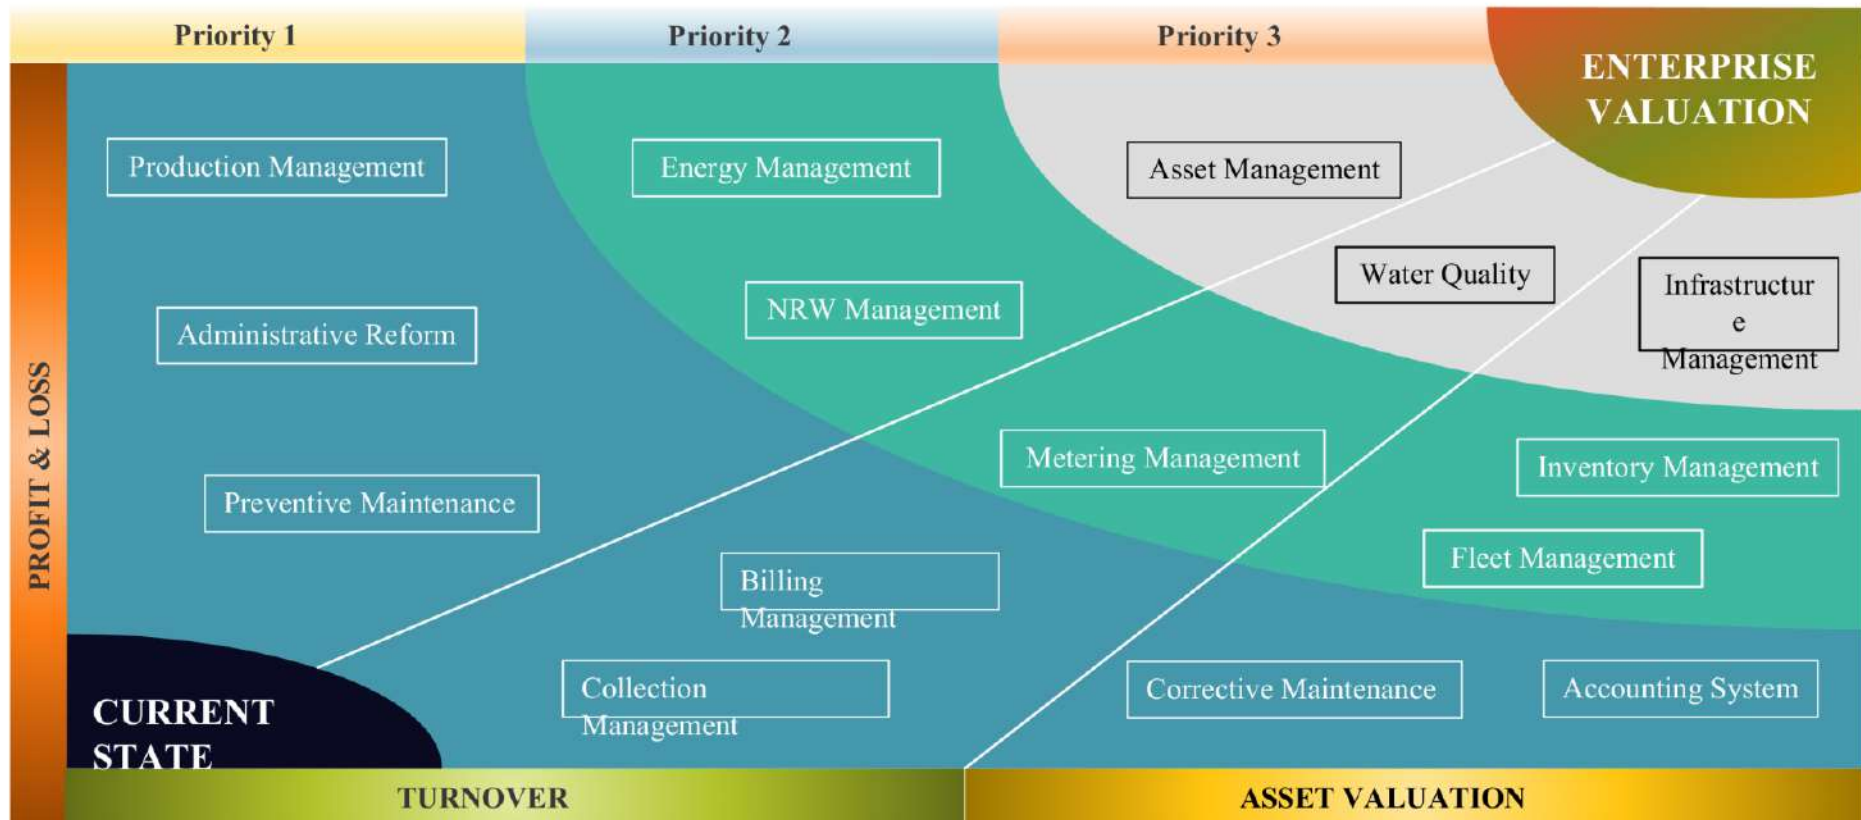 Priority 1
Priority 2
Priority 3
ENTERPRISE
VALUATION
Production Management
Energy Management
Asset Management
Water Quality
Infrastructur
e
Management
NRW Management
Administrative Reform
Metering Management
Inventory Management
Preventive Maintenance
Fleet Management
Billing
Management
Collection
Management
Corrective Maintenance
Accounting System
CURRENT
STATE
PROFIT & LOSS
TURNOVER
ASSET VALUATION